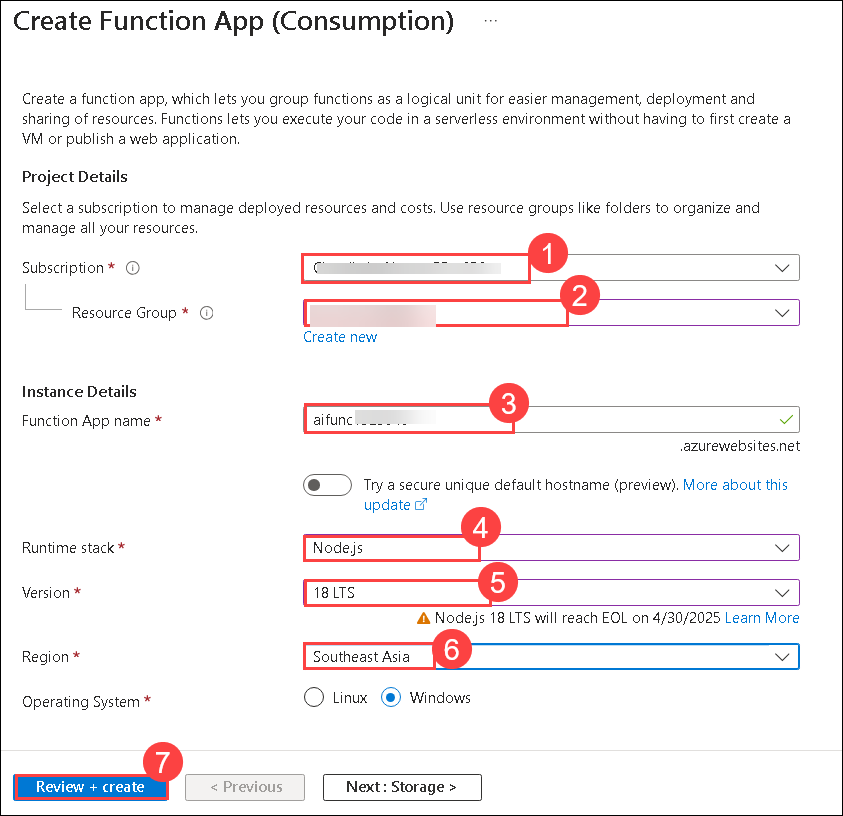 Create Function App (Consumption) ...
Create a function app, which lets you group functions as a logical unit for easier management, deployment and
sharing of resources. Functions lets you execute your code in a serverless environment without having to first create a
VM or publish a web application.
Project Details
Select a subscription to manage deployed resources and costs. Use resource groups like folders to organize and
manage all your resources.
Subscription *
1
Resource Group *
2
Create new
Instance Details
Function App name *
aifunc
3
.azurewebsites.net
Try a secure unique default hostname (preview). More about this
update
Runtime stack *
Node.js
4
Version *
18 LTS
5
Node.js 18 LTS will reach EOL on 4/30/2025 Learn More
Region *
Southeast Asia
6
Operating System *
Linux
Windows
7
Review + create
< Previous
Next : Storage >